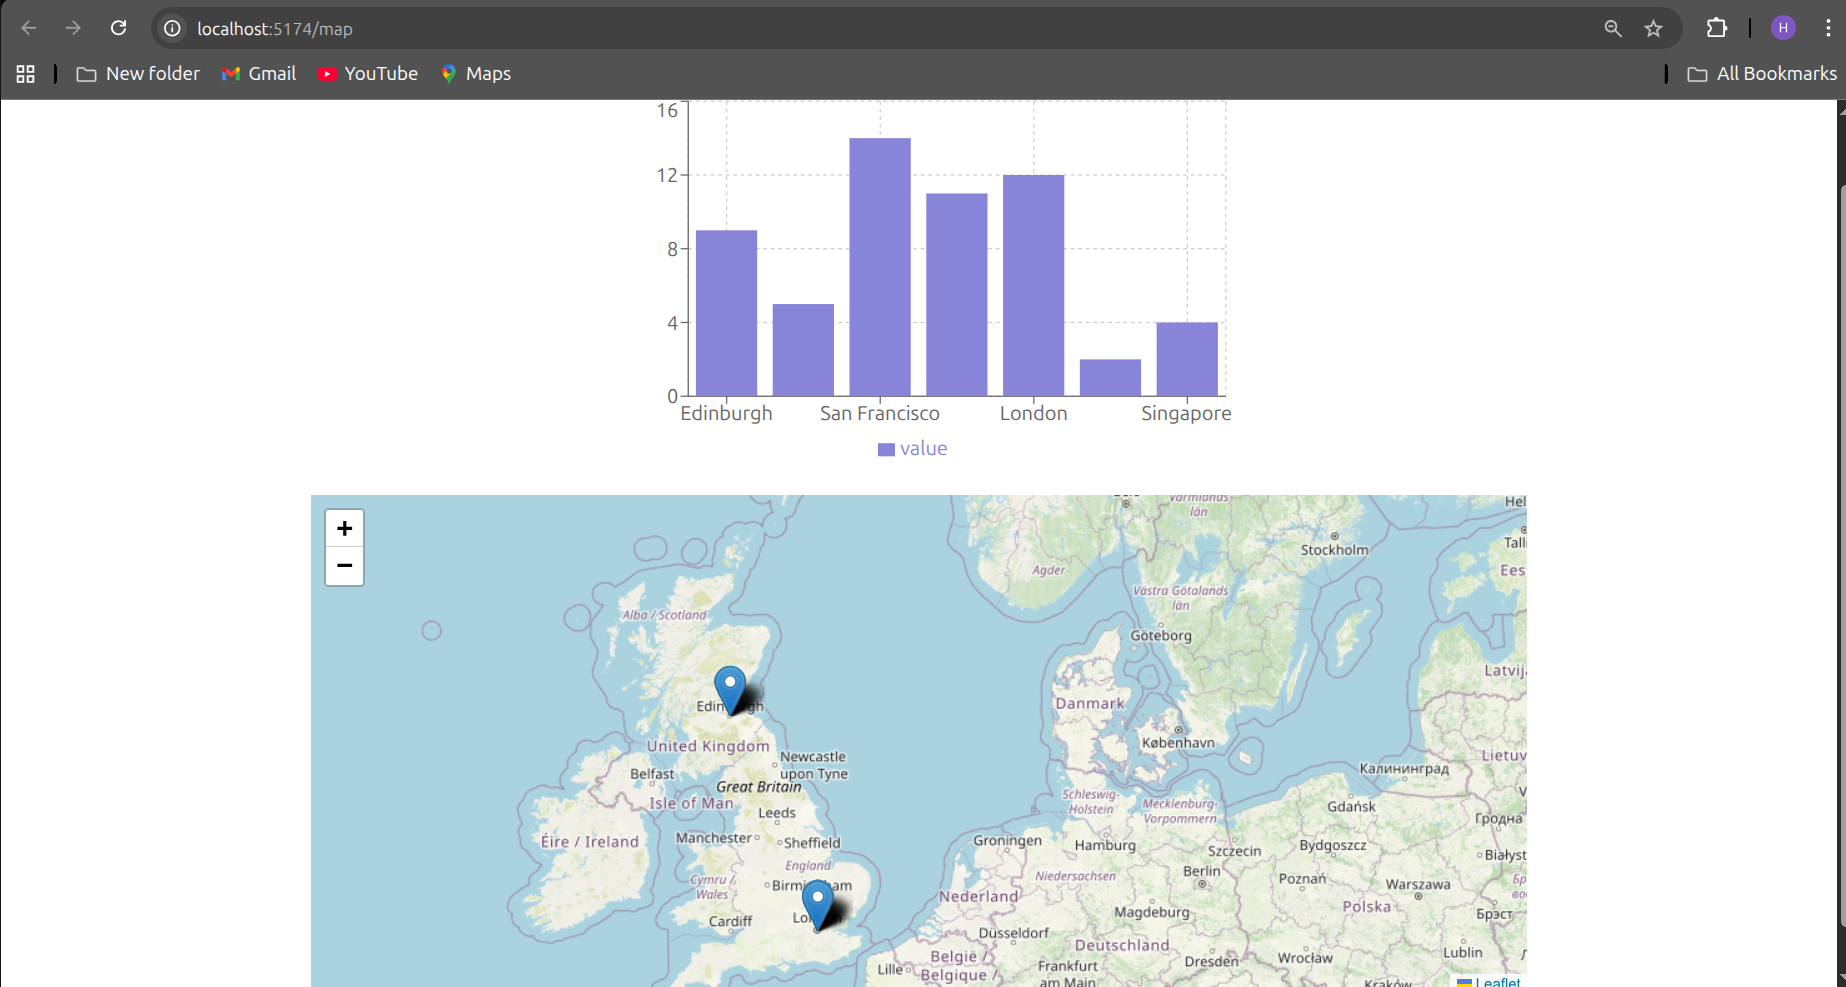 localhost:5174/map
H
New folder
Gmail
YouTube
Maps
All Bookmarks
16
12
8
4
0
Edinburgh
San Francisco
London
Singapore
value
+
−
Värmlands
län
Hel
Stockholm
Tall
Agder
Ees
Västra Götalands
län
Alba / Scotland
Göteborg
Latvij
Danmark
København
United Kingdom
Newcastle
upon Tyne
Lietuv
Belfast
Калининград
Great Britain
Isle of Man
Schleswig-
Holstein
Mecklenburg-
Vorpommern
Gdańsk
Leeds
Гродна
Éire / Ireland
Manchester
Sheffield
Groningen
Hamburg
Szczecin
Bydgoszcz
Białyst
England
Cymru /
Wales
Niedersachsen
Berlin
Poznań
Warszawa
Nederland
Polska
Cardiff
Magdeburg
Брэст
Düsseldorf
Deutschland
Lublin
België /
Belgique /
Lille
Frankfurt
am Main
Dresden
Wrocław
Kraków
Leaflet